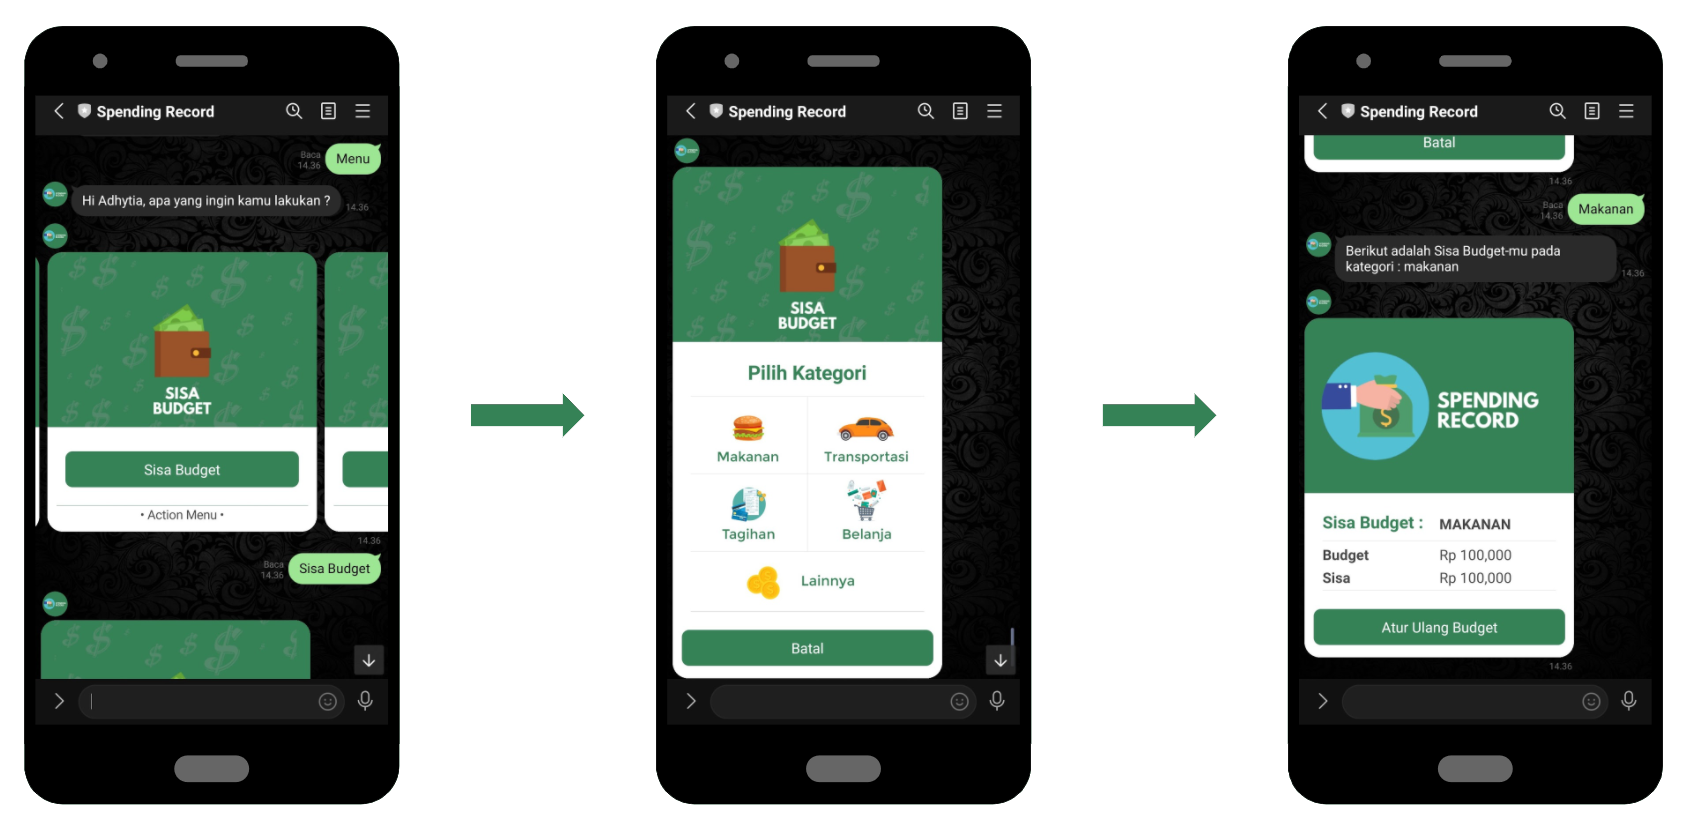 Spending Record
Baca
14.36
Menu
Hi Adhytia, apa yang ingin kamu lakukan ?
14.36
SISA
BUDGET
Sisa Budget
• Action Menu •
14.36
Baca
14.36
Sisa Budget
Spending Record
SISA
BUDGET
Pilih Kategori
Makanan
Transportasi
Tagihan
Belanja
Lainnya
Batal
Spending Record
Batal
14.36
Baca
14.36
Makanan
Berikut adalah Sisa Budget-mu pada
kategori : makanan
14.36
SPENDING
RECORD
Sisa Budget : MAKANAN
Budget Rp 100,000
Sisa Rp 100,000
Atur Ulang Budget
14.36